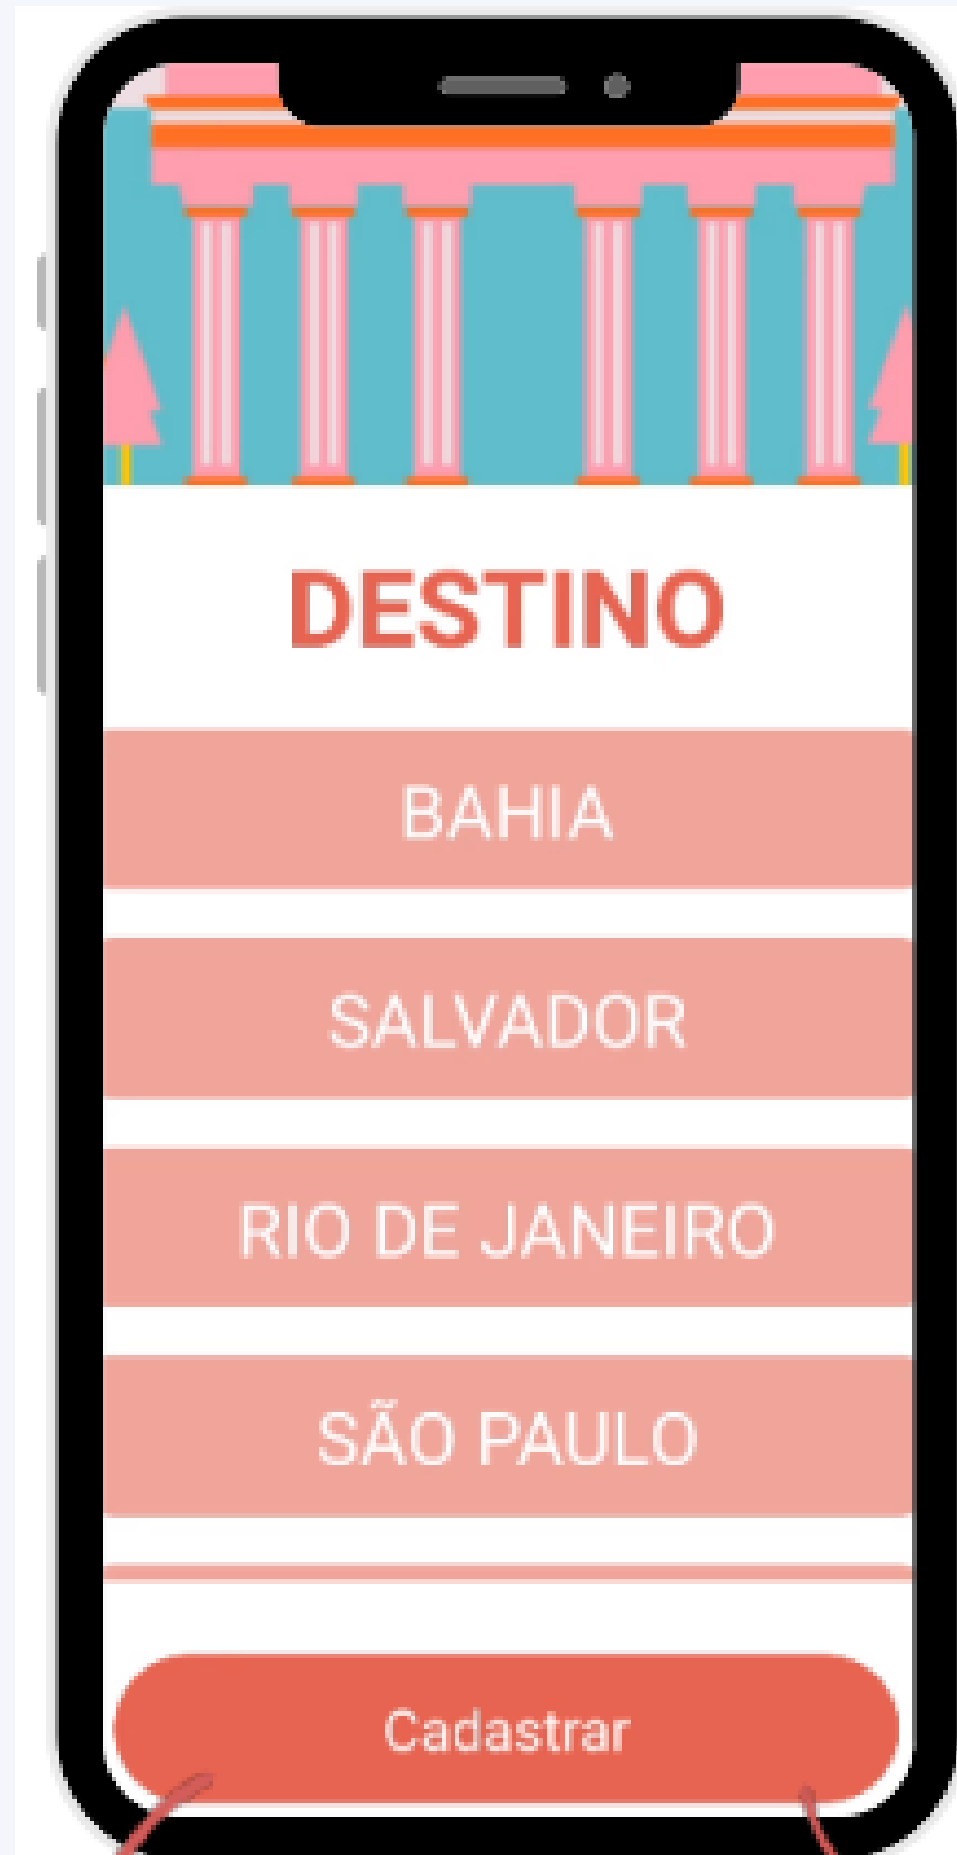 DESTINO
BAHIA
SALVADOR
RIO DE JANEIRO
SÃO PAULO
Cadastrar